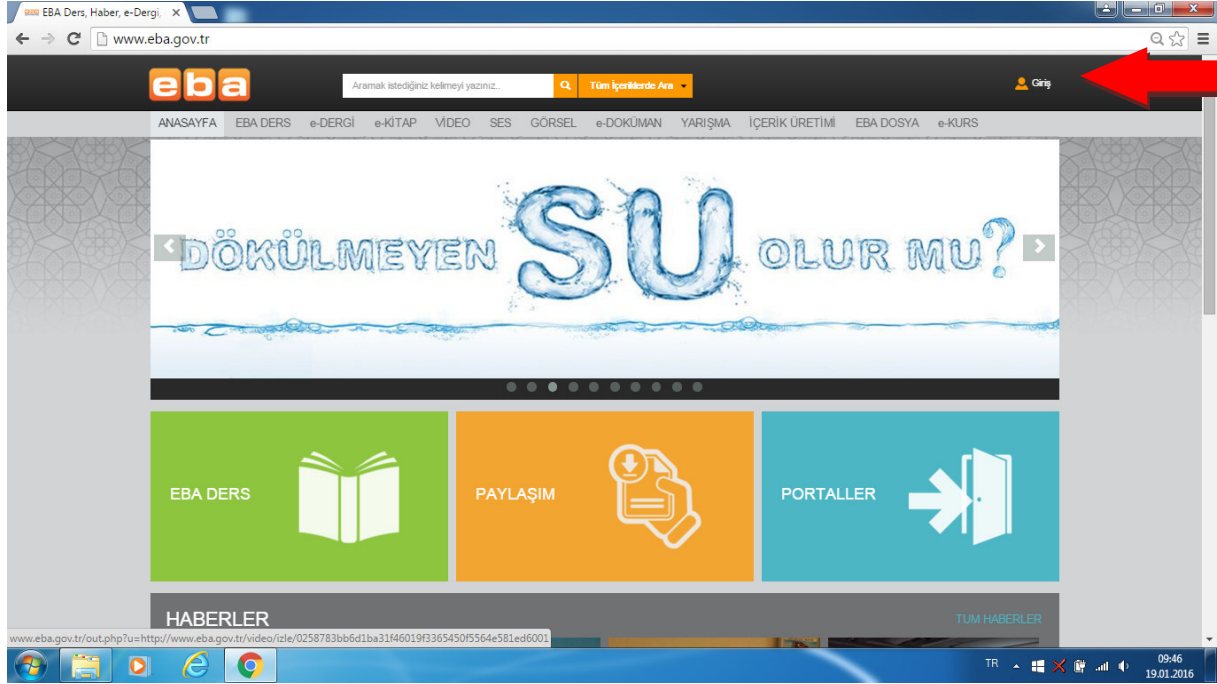 EBA Ders, Haber, e-Dergi,
www.eba.gov.tr
eba
Aramak istediğiniz kelimeyi yazınız..
Tüm İçeriklerde Ara
Giriş
ANASAYFA EBA DERS e-DERGİ e-KİTAP VİDEO SES GÖRSEL e-DOKÜMAN YARIŞMA İÇERİK ÜRETİMİ EBA DOSYA e-KURS
DÖKÜLMEYEN SU OLUR MU?
EBA DERS
PAYLAŞIM
PORTALLER
HABERLER
TÜM HABERLER
www.eba.gov.tr/out.php?u=http://www.eba.gov.tr/video/izle/0258783bb6d1ba31f46019f3365450f5564e581ed6001
TR
09:46
19.01.2016